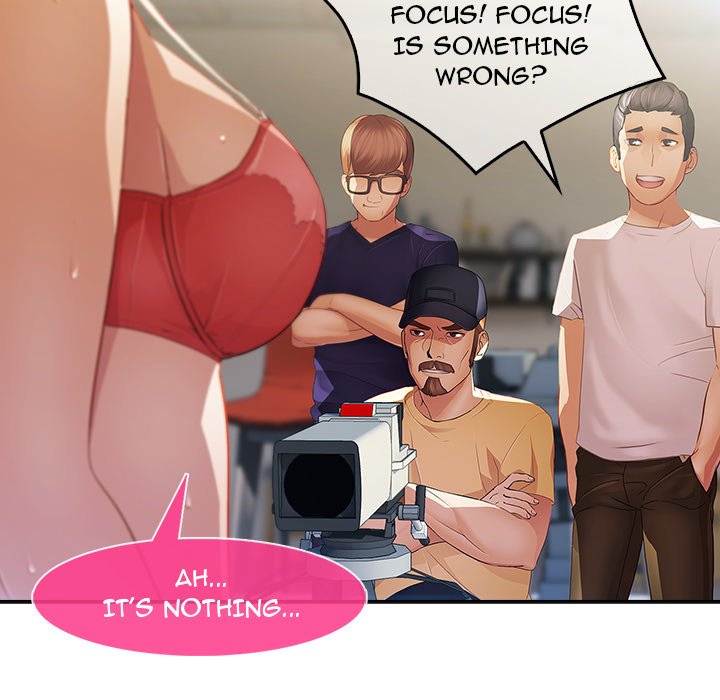 FOCUS! FOCUS!
IS SOMETHING
WRONG?
AH...
IT'S NOTHING...